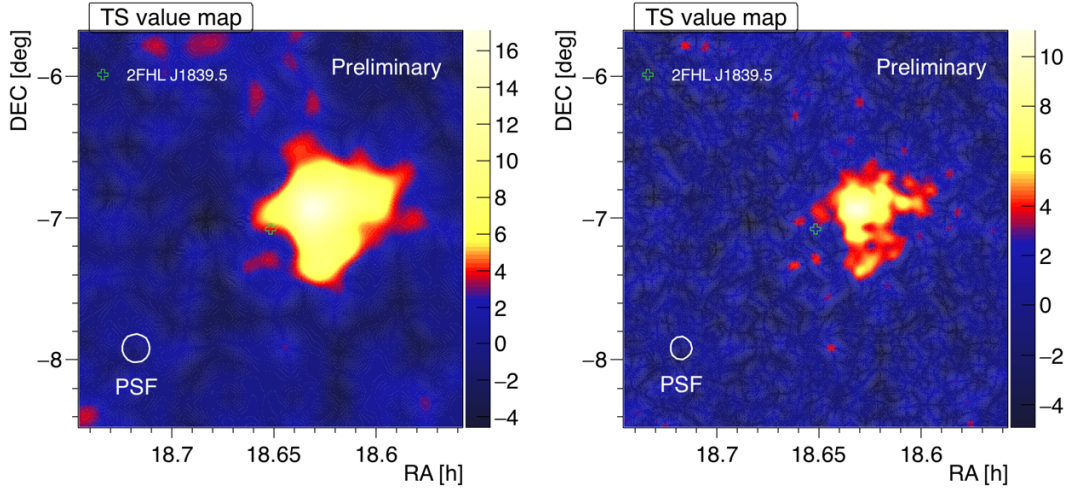 TS value map
DEC [deg]
2FHL J1839.5
Preliminary
−6
−7
−8
PSF
18.7
18.65
18.6
RA [h]
16
14
12
10
8
6
4
2
0
−2
−4
TS value map
DEC [deg]
2FHL J1839.5
Preliminary
−6
−7
−8
PSF
18.7
18.65
18.6
RA [h]
10
8
6
4
2
0
−2
−4